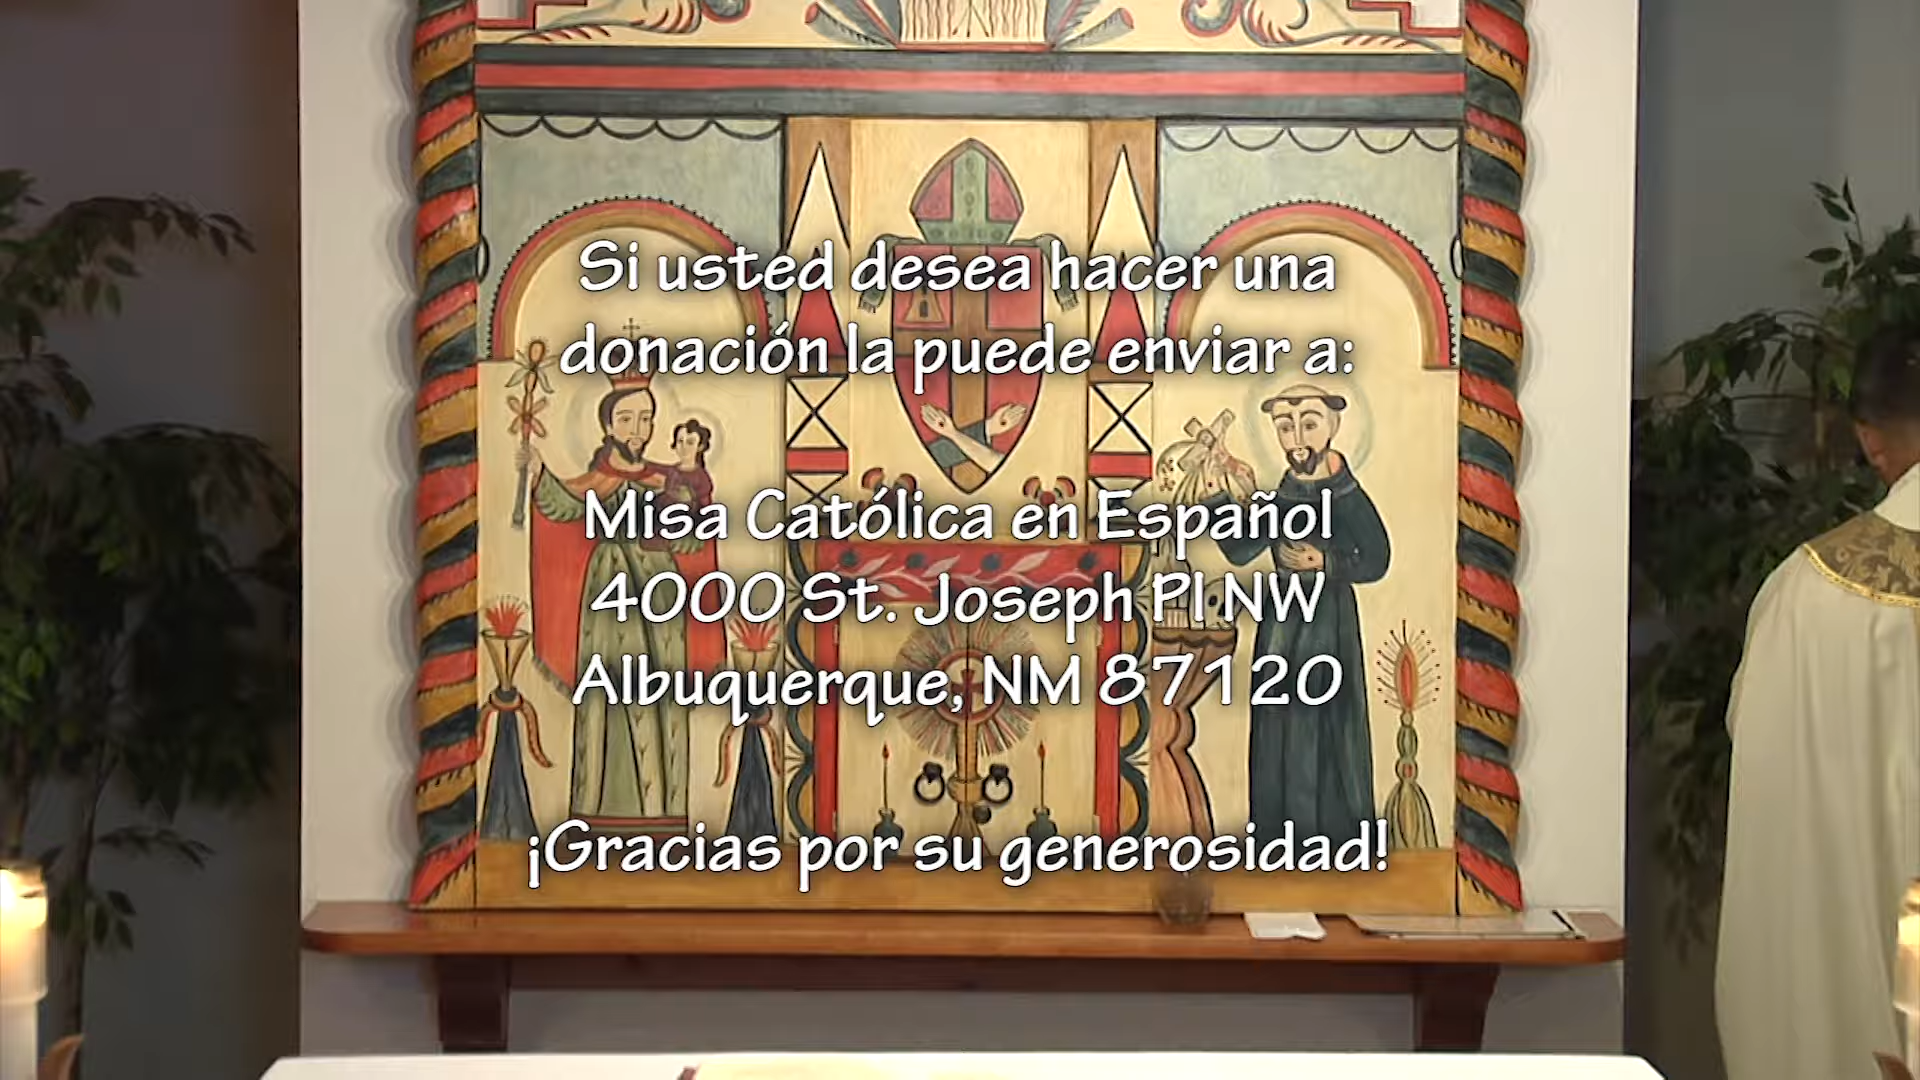 Si usted desea hacer una
donación la puede enviar a:
Misa Católica en Español
4000 St. Joseph Pl NW
Albuquerque, NM 87120
¡Gracias por su generosidad!